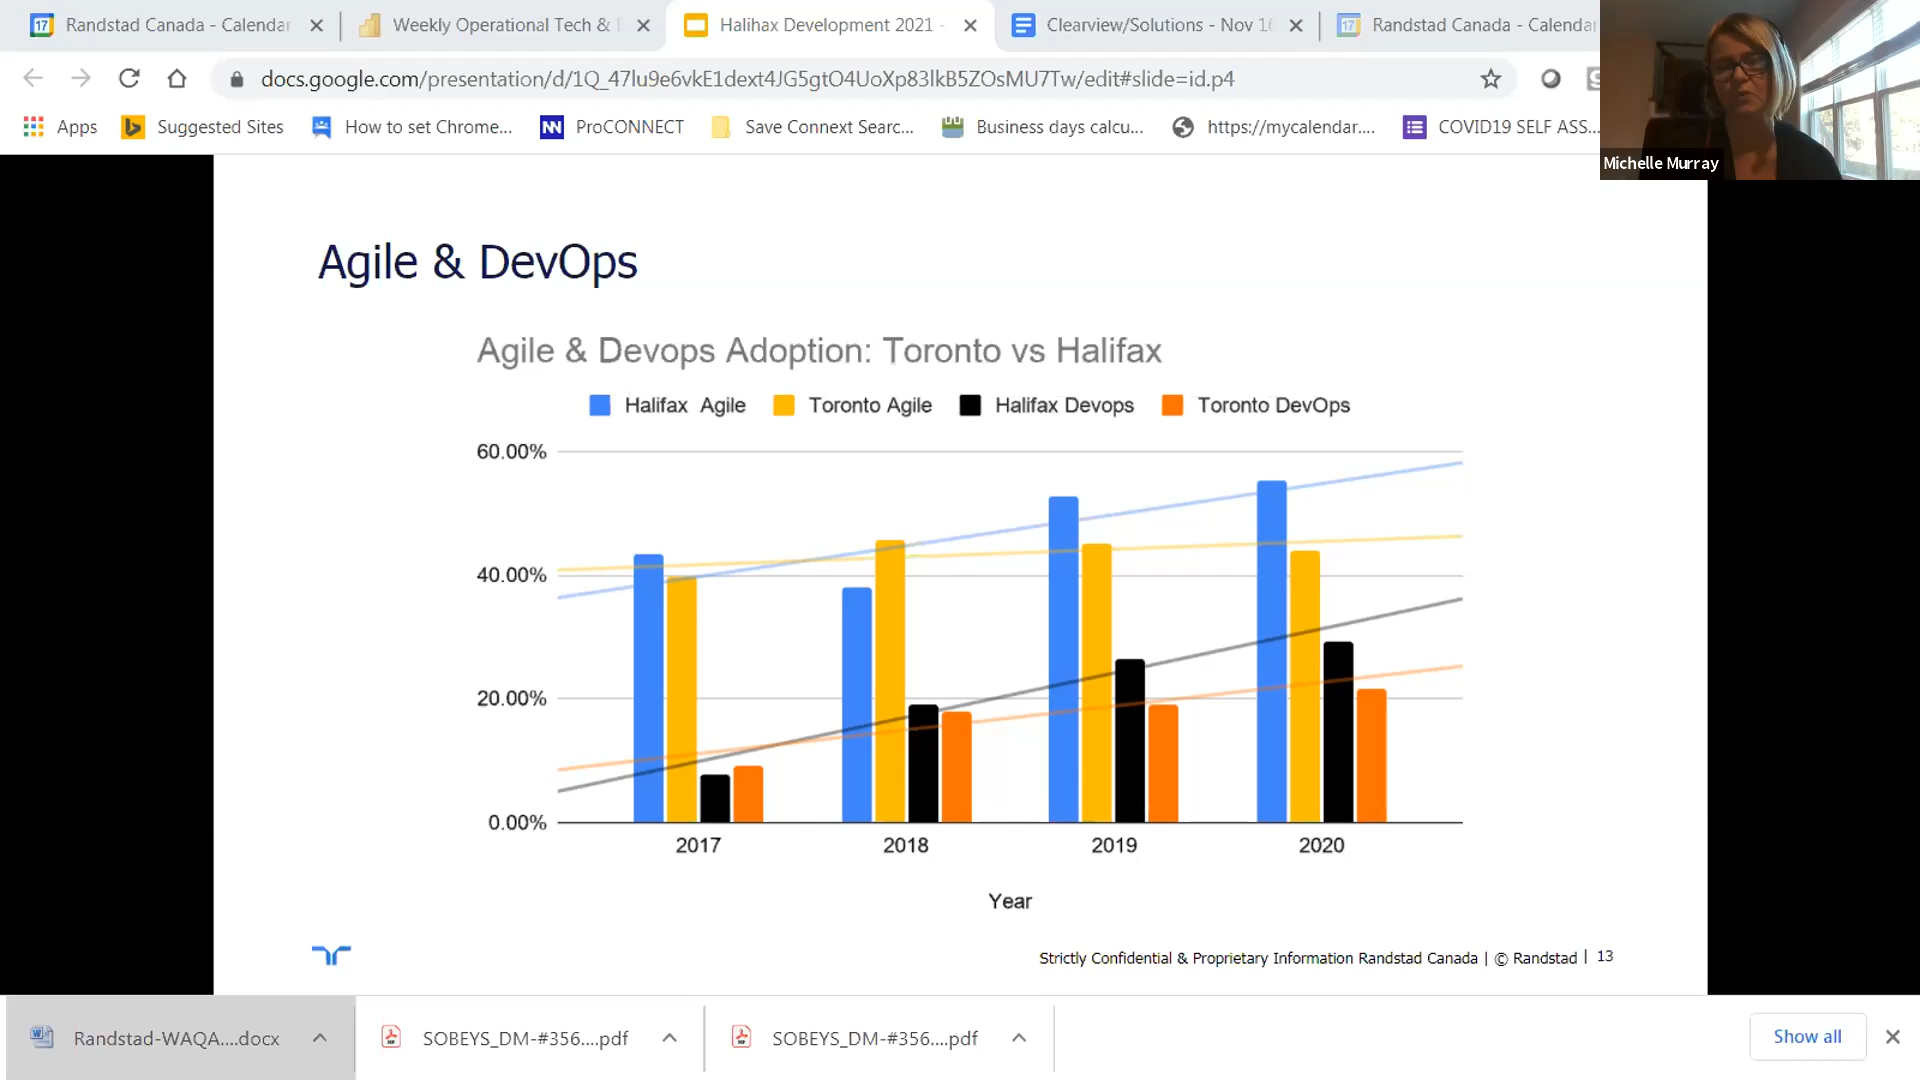 Randstad Canada - Calendar
Weekly Operational Tech &
Halihax Development 2021 -
Clearview/Solutions - Nov 16
Randstad Canada - Calendar
docs.google.com/presentation/d/1Q_47lu9e6vkE1dext4JG5gtO4UoXp83lkB5ZOsMU7Tw/edit#slide=id.p4
Apps
Suggested Sites
How to set Chrome...
ProCONNECT
Save Connext Searc...
Business days calcu...
https://mycalendar....
COVID19 SELF ASS...
Michelle Murray
Agile & DevOps
Agile & Devops Adoption: Toronto vs Halifax
Halifax Agile
Toronto Agile
Halifax Devops
Toronto DevOps
60.00%
40.00%
20.00%
0.00%
2017
2018
2019
2020
Year
Strictly Confidential & Proprietary Information Randstad Canada | © Randstad | 13
Randstad-WAQA....docx
SOBEYS_DM-#356....pdf
SOBEYS_DM-#356....pdf
Show all